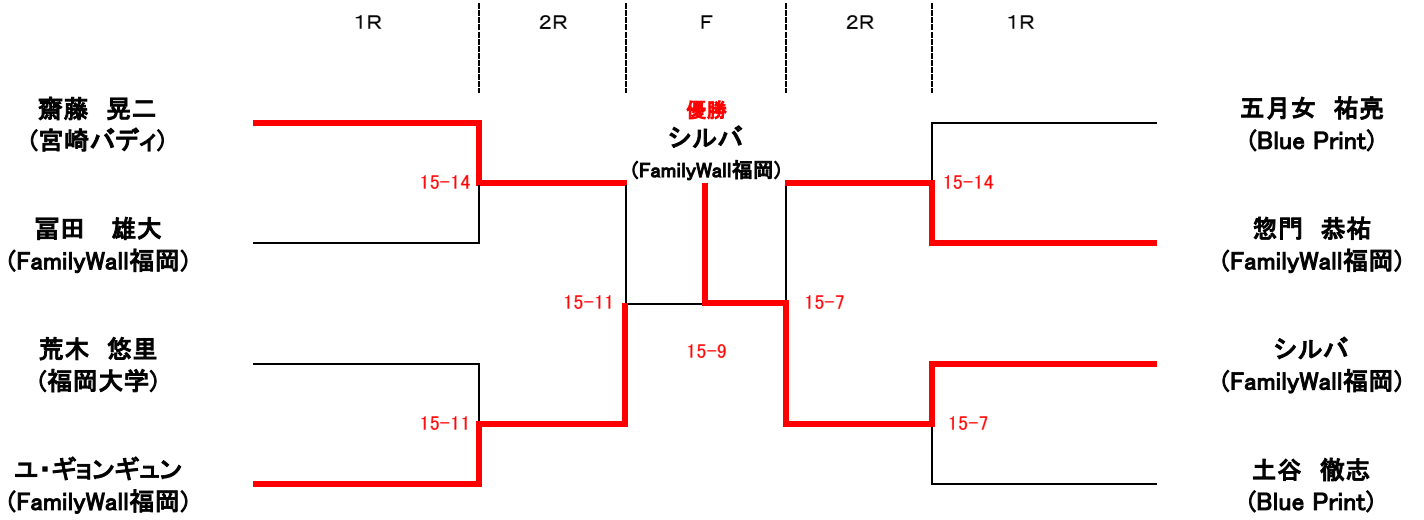 1R 2R F 2R 1R
齋藤　晃二
(宮崎バディ)
優勝
シルバ
(FamilyWall福岡)
五月女　祐亮
(Blue Print)
15-14
15-14
冨田　雄大
(FamilyWall福岡)
惣門　恭祐
(FamilyWall福岡)
15-11
15-7
15-9
荒木　悠里
(福岡大学)
シルバ
(FamilyWall福岡)
15-11
15-7
ユ・ギョンギュン
(FamilyWall福岡)
土谷　徹志
(Blue Print)